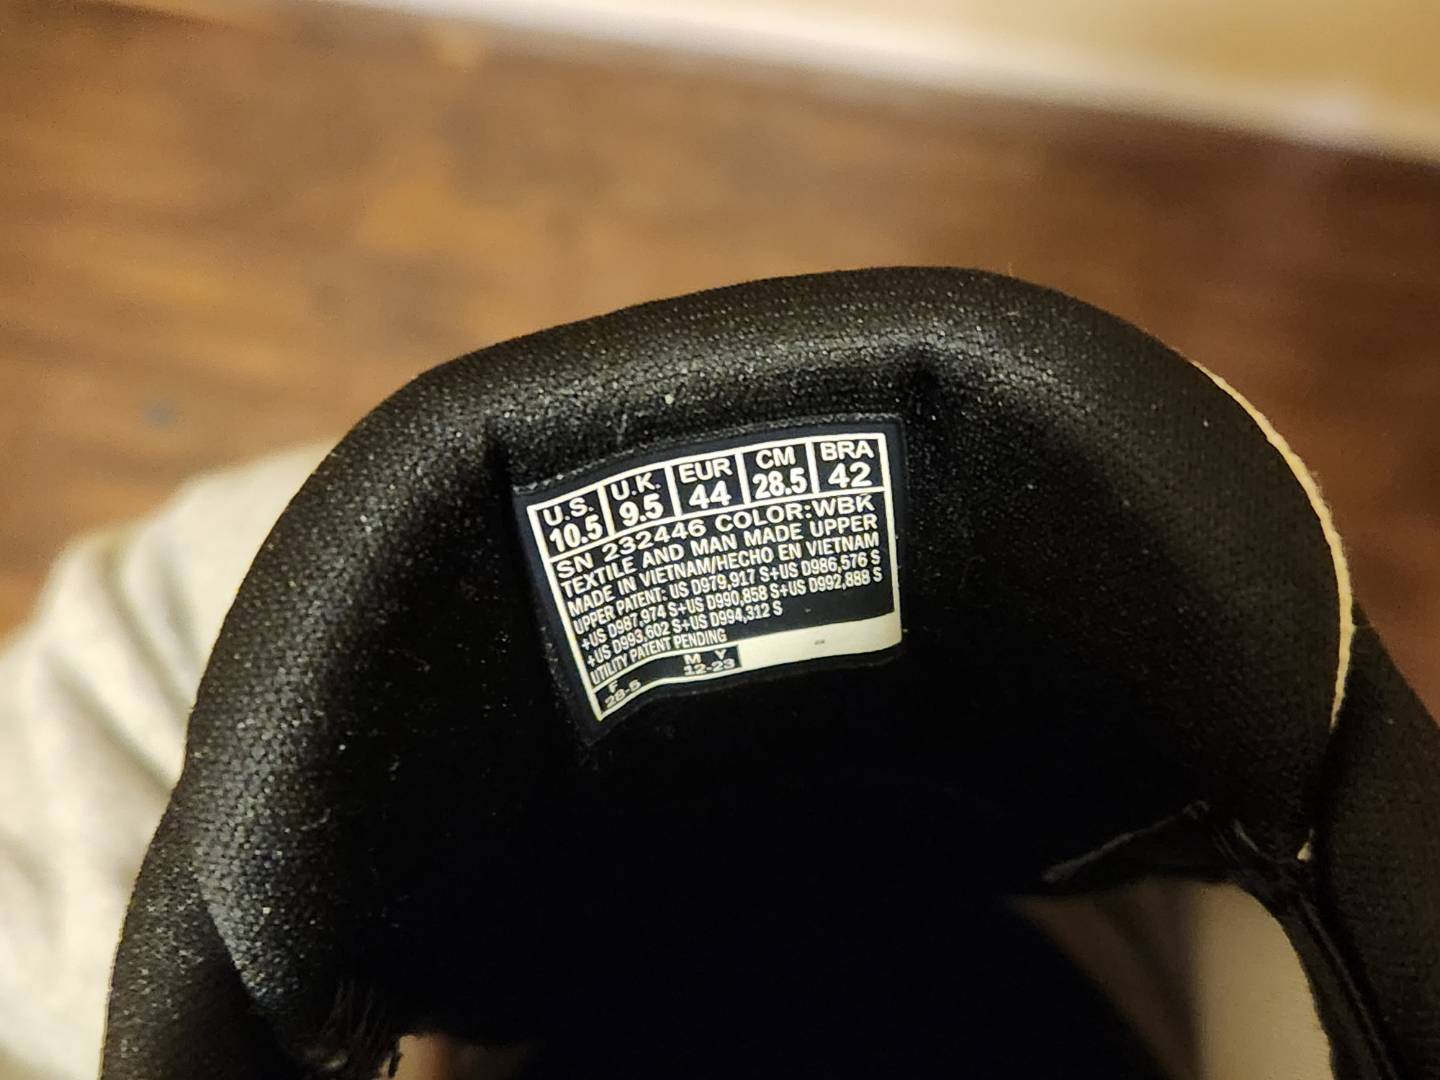 U.S. U.K. EUR CM BRA
10.5 9.5 44 28.5 42
SN 232446 COLOR:WBK
TEXTILE AND MAN MADE UPPER
MADE IN VIETNAM/HECHO EN VIETNAM
UPPER PATENT: US D979,917 S+US D986,576 S
+US D987,974 S+US D990,858 S+US D992,888 S
+US D993,602 S+US D994,312 S
UTILITY PATENT PENDING
F M Y
28-5 12-23